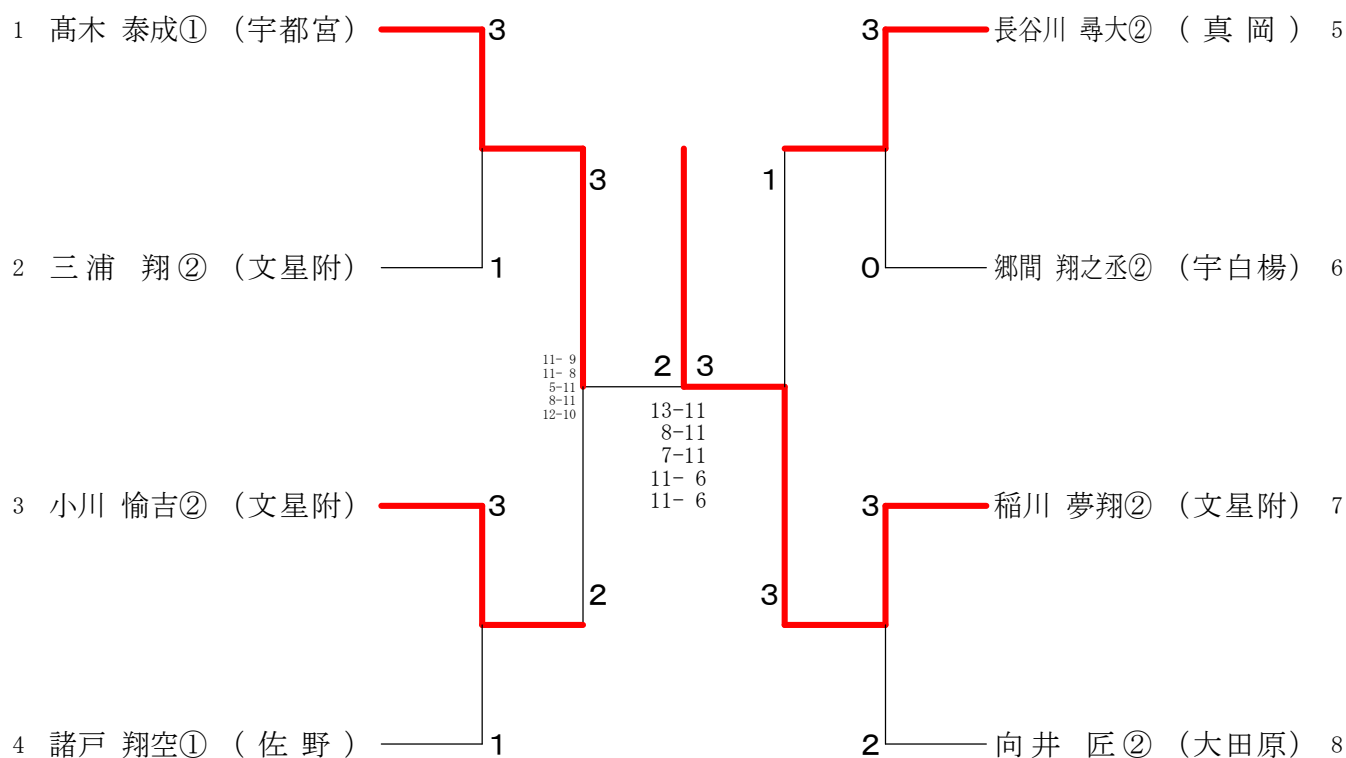 1 髙木 泰成① (宇都宮) 3
3 長谷川 尋大② (真岡) 5
3
1
2 三浦 翔② (文星附) 1
0 郷間 翔之丞② (宇白楊) 6
11- 9
11- 8
5-11
8-11
12-10
2 3
13-11
8-11
7-11
11- 6
11- 6
3 小川 愉吉② (文星附) 3
3 稲川 夢翔② (文星附) 7
2
3
4 諸戸 翔空① (佐野) 1
2 向井 匠② (大田原) 8